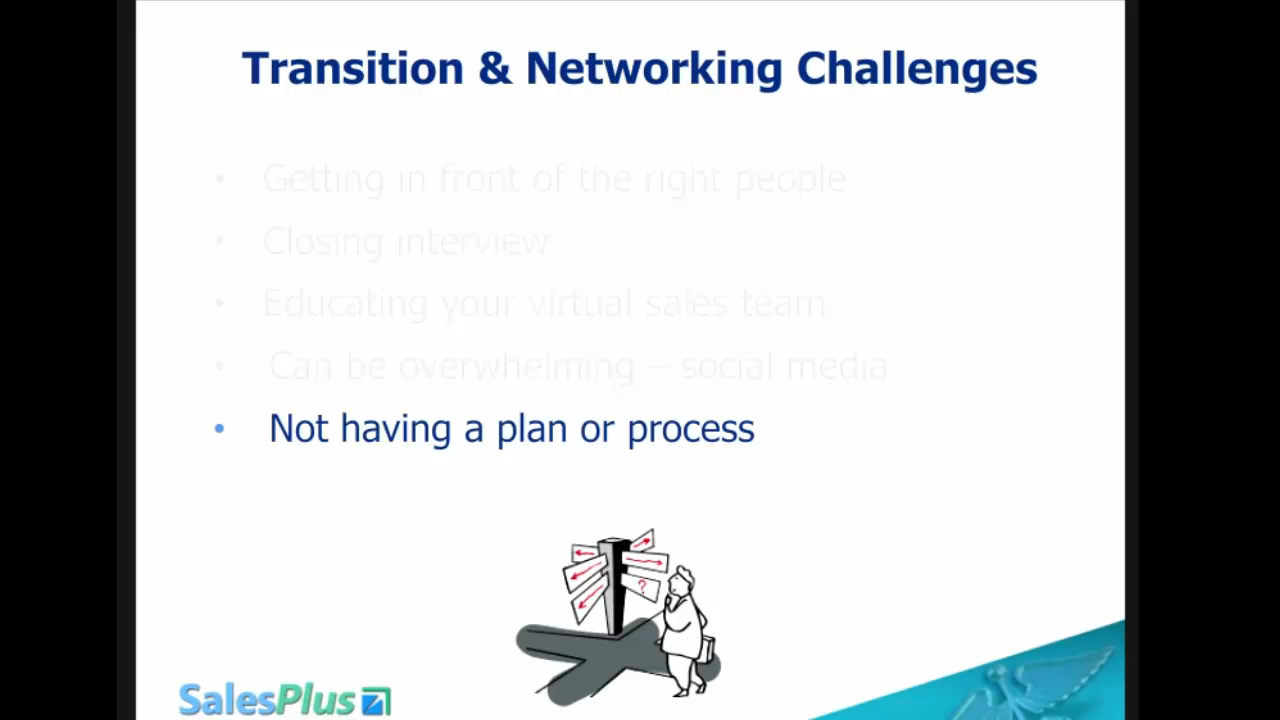 Transition & Networking Challenges
• Getting in front of the right people
• Closing interview
• Educating your virtual sales team
• Can be overwhelming – social media
• Not having a plan or process
?
SalesPlus